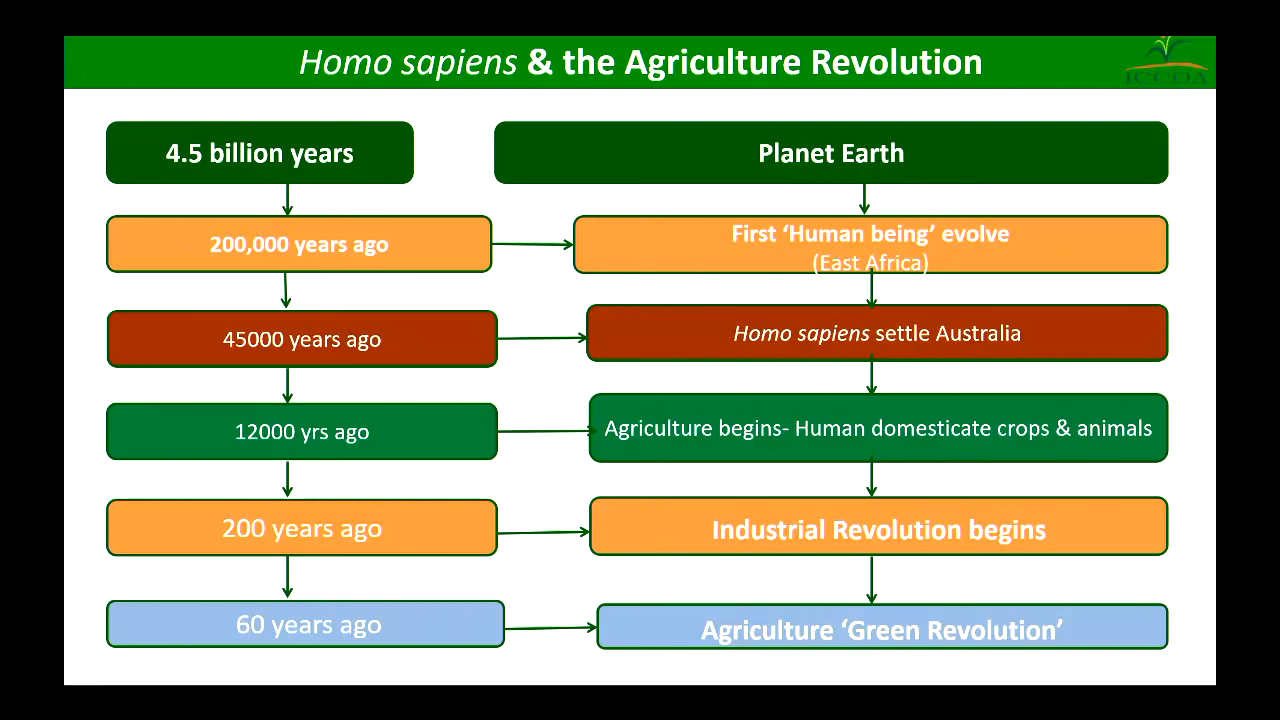 Homo sapiens & the Agriculture Revolution
ICCOA
4.5 billion years
Planet Earth
200,000 years ago
First ‘Human being’ evolve
(East Africa)
45000 years ago
Homo sapiens settle Australia
12000 yrs ago
Agriculture begins- Human domesticate crops & animals
200 years ago
Industrial Revolution begins
60 years ago
Agriculture ‘Green Revolution’